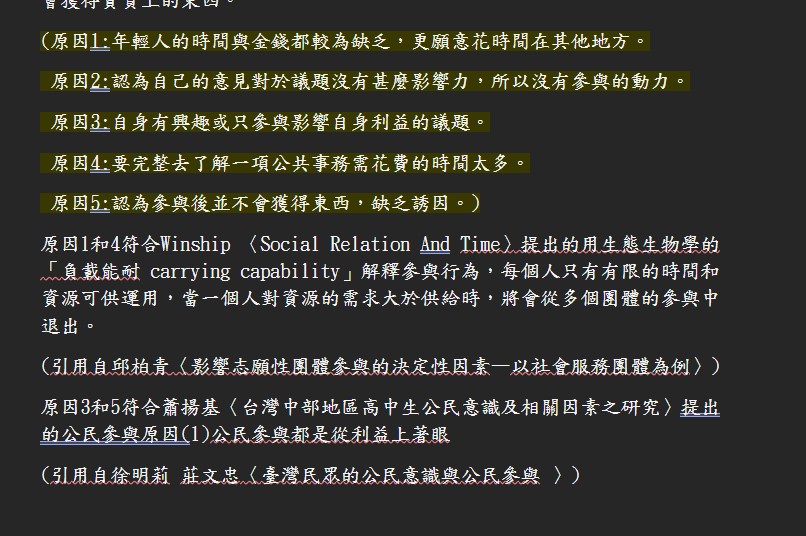 會獲得實質上的東西。
(原因1:年輕人的時間與金錢都較為缺乏，更願意花時間在其他地方。
原因2:認為自己的意見對於議題沒有甚麼影響力，所以沒有參與的動力。
原因3:自身有興趣或只參與影響自身利益的議題。
原因4:要完整去了解一項公共事務需花費的時間太多。
原因5:認為參與後並不會獲得東西，缺乏誘因。)
原因1和4符合Winship 〈Social Relation And Time〉提出的用生態生物學的
「負載能耐 carrying capability」解釋參與行為，每個人只有有限的時間和
資源可供運用，當一個人對資源的需求大於供給時，將會從多個團體的參與中
退出。
(引用自邱柏青〈影響志願性團體參與的決定性因素—以社會服務團體為例〉)
原因3和5符合蕭揚基〈台灣中部地區高中生公民意識及相關因素之研究〉提出
的公民參與原因(1)公民參與都是從利益上著眼
(引用自徐明莉 莊文忠〈臺灣民眾的公民意識與公民參與 〉)